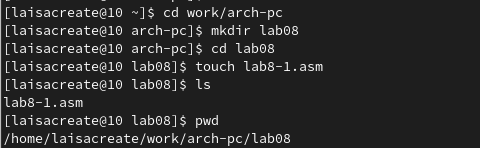 [laisacreate@10 ~]$ cd work/arch-pc
[laisacreate@10 arch-pc]$ mkdir lab08
[laisacreate@10 arch-pc]$ cd lab08
[laisacreate@10 lab08]$ touch lab8-1.asm
[laisacreate@10 lab08]$ ls
lab8-1.asm
[laisacreate@10 lab08]$ pwd
/home/laisacreate/work/arch-pc/lab08